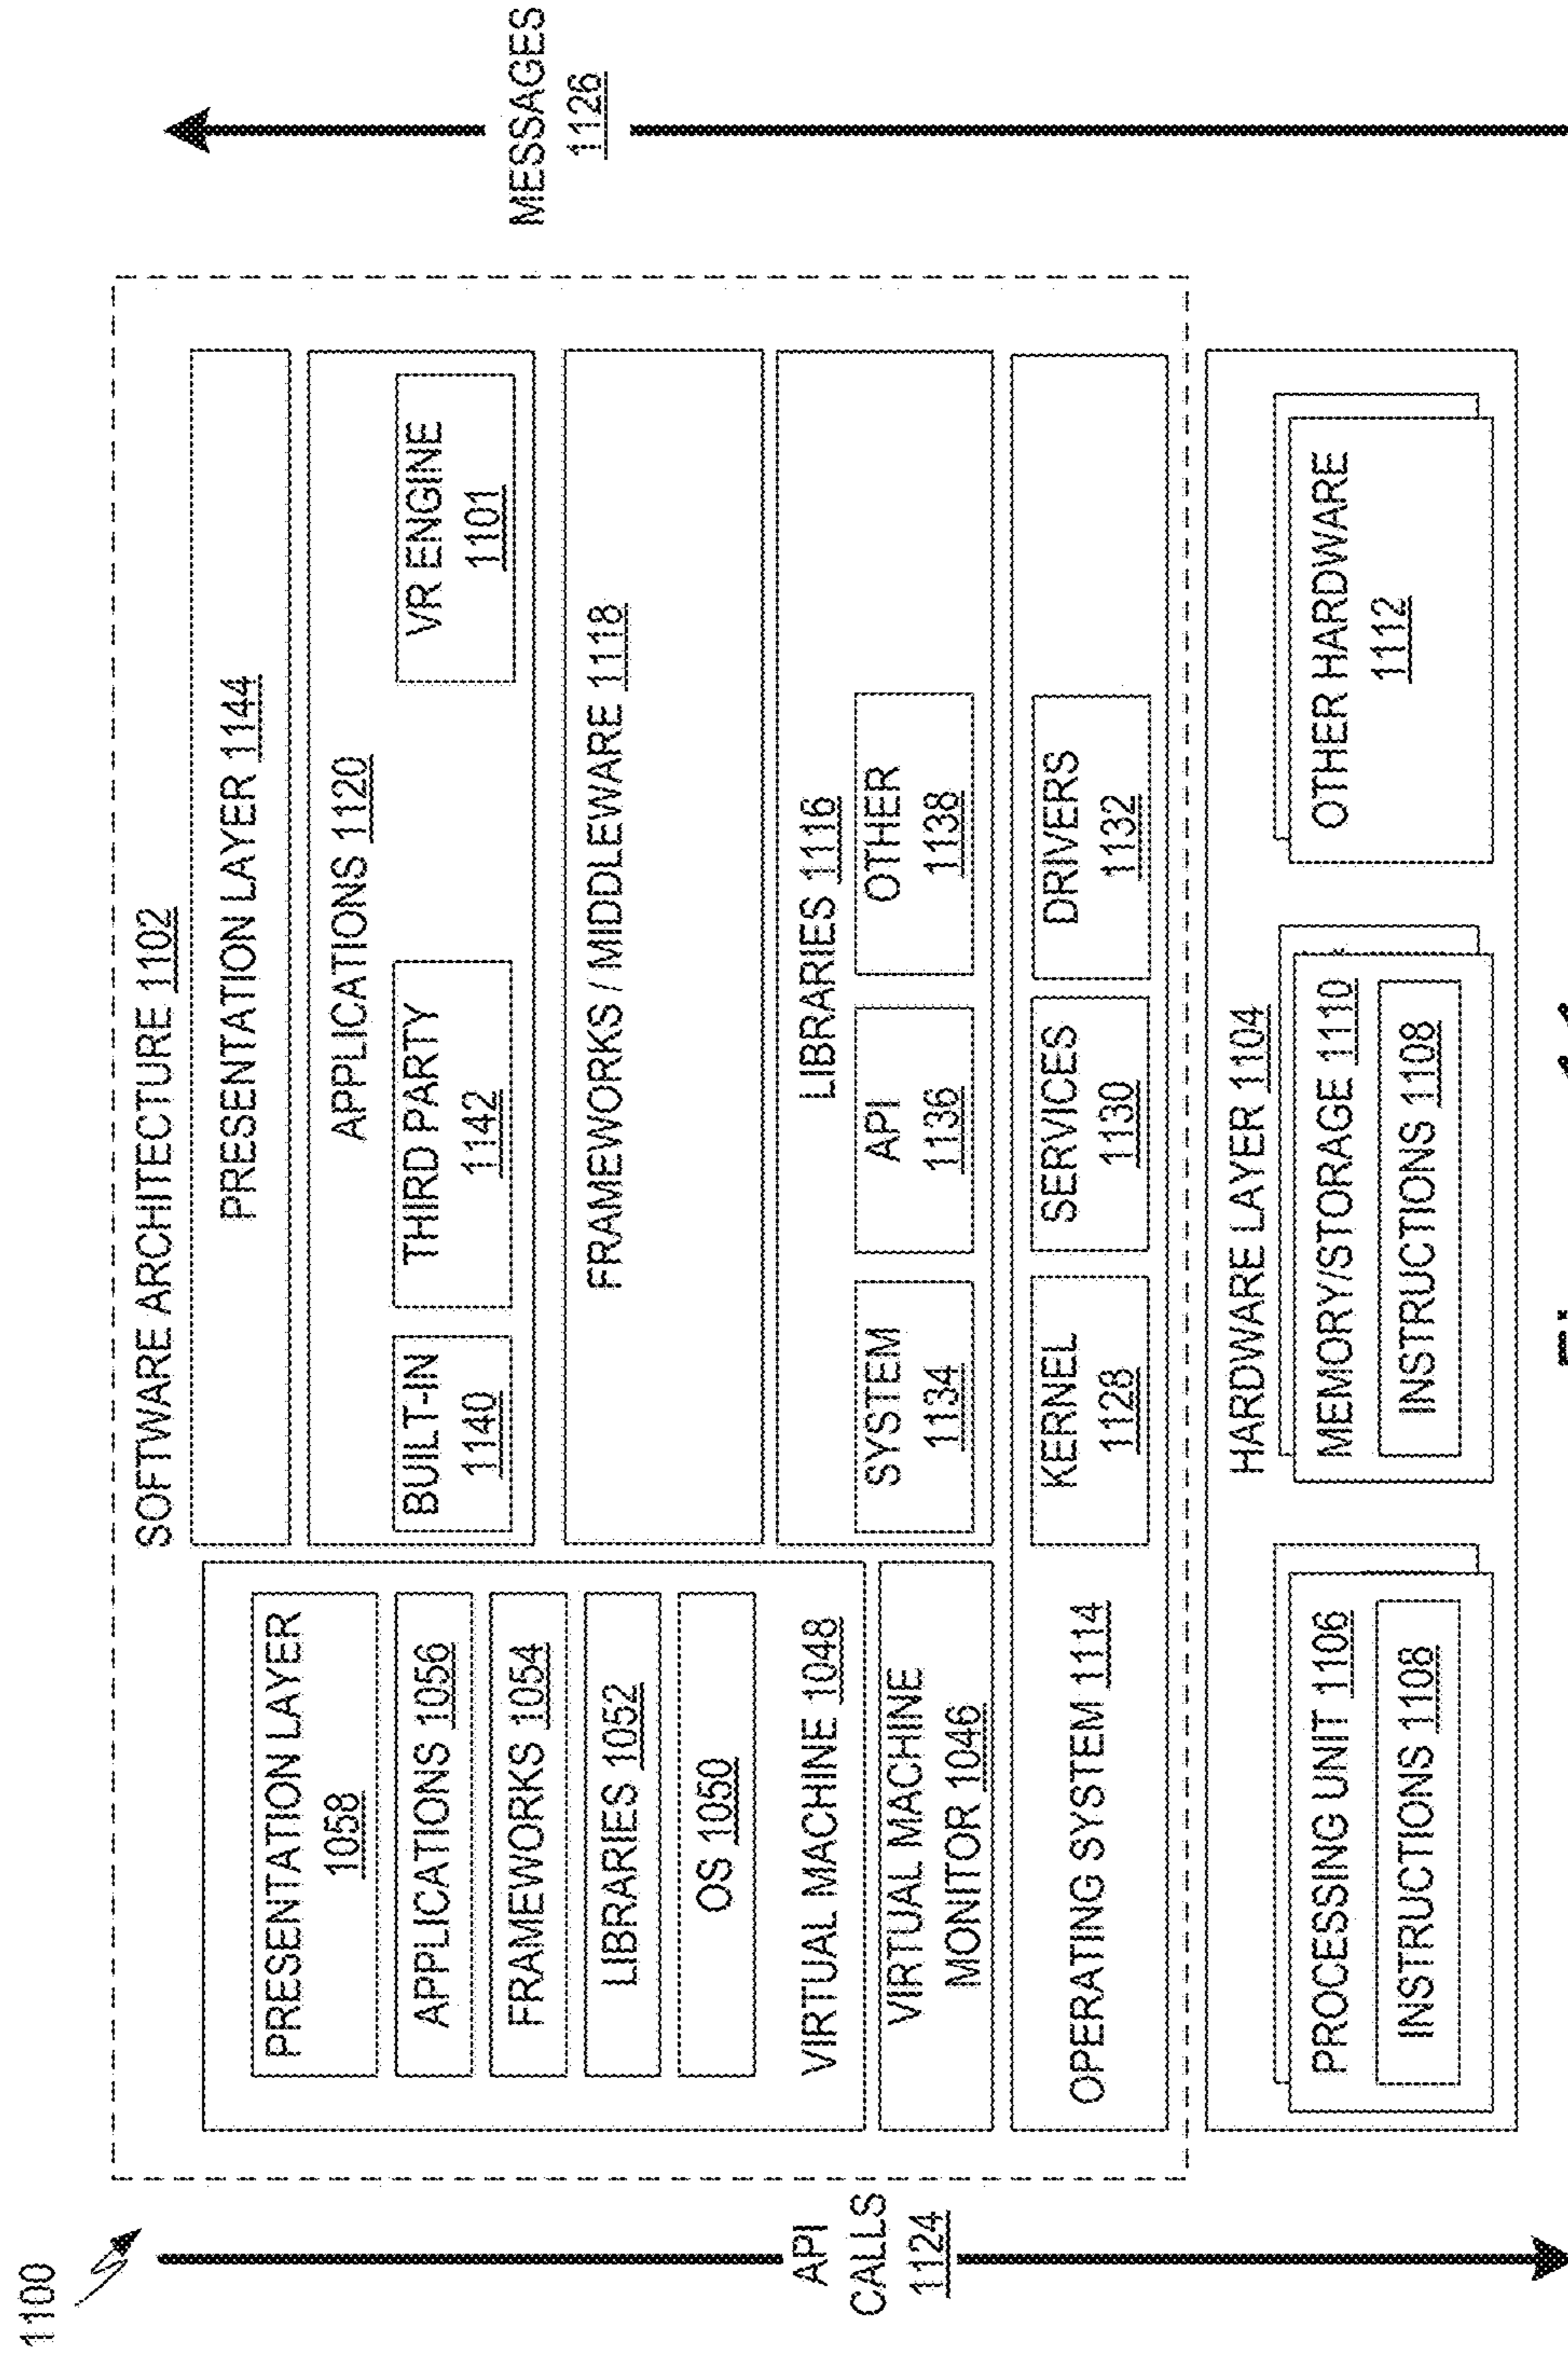 1100
SOFTWARE ARCHITECTURE 1102
PRESENTATION LAYER
1058
APPLICATIONS 1056
FRAMEWORKS 1054
LIBRARIES 1052
OS 1050
VIRTUAL MACHINE 1048
VIRTUAL MACHINE
MONITOR 1046
PRESENTATION LAYER 1144
APPLICATIONS 1120
BUILT-IN
1140
THIRD PARTY
1142
VR ENGINE
1101
FRAMEWORKS / MIDDLEWARE 1118
LIBRARIES 1116
SYSTEM
1134
API
1136
OTHER
1138
OPERATING SYSTEM 1114
KERNEL
1128
SERVICES
1130
DRIVERS
1132
HARDWARE LAYER 1104
PROCESSING UNIT 1106
INSTRUCTIONS 1108
MEMORY/STORAGE 1110
INSTRUCTIONS 1108
OTHER HARDWARE
1112
API
CALLS
1124
MESSAGES
1126